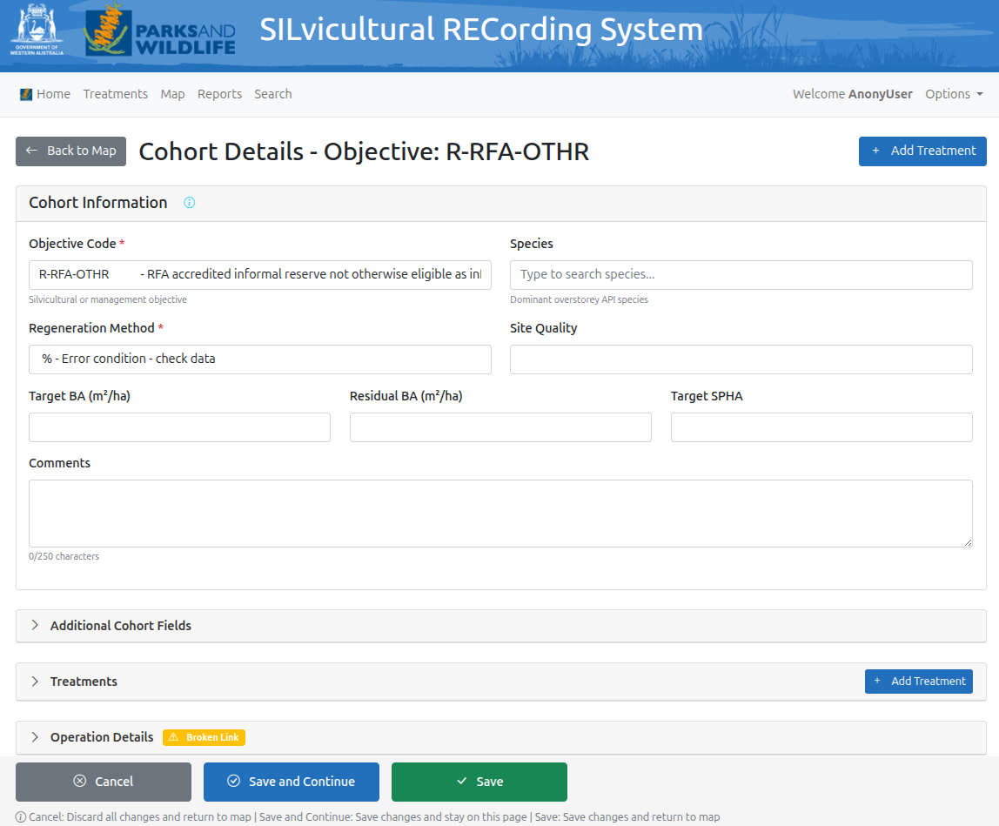 GOVERNMENT OF
WESTERN AUSTRALIA
PARKS AND
WILDLIFE
SILvicultural RECording System
Home Treatments Map Reports Search Welcome AnonyUser Options
Back to Map Cohort Details - Objective: R-RFA-OTHR + Add Treatment
Cohort Information
Objective Code * Species
R-RFA-OTHR - RFA accredited informal reserve not otherwise eligible as Type to search species...
Silvicultural or management objective Dominant overstorey API species
Regeneration Method * Site Quality
% - Error condition - check data
Target BA (m²/ha) Residual BA (m²/ha) Target SPHA
Comments
0/250 characters
Additional Cohort Fields
Treatments + Add Treatment
Operation Details Broken Link
Cancel Save and Continue Save
Cancel: Discard all changes and return to map | Save and Continue: Save changes and stay on this page | Save: Save changes and return to map